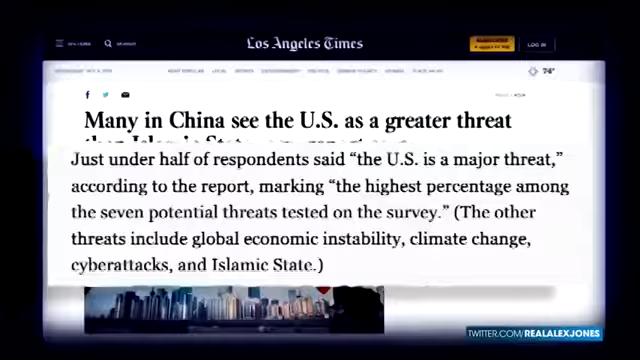 Los Angeles Times
LOG IN
74°
Many in China see the U.S. as a greater threat
Just under half of respondents said “the U.S. is a major threat,”
according to the report, marking “the highest percentage among
the seven potential threats tested on the survey.” (The other
threats include global economic instability, climate change,
cyberattacks, and Islamic State.)
TWITTER.COM/REALALEXJONES